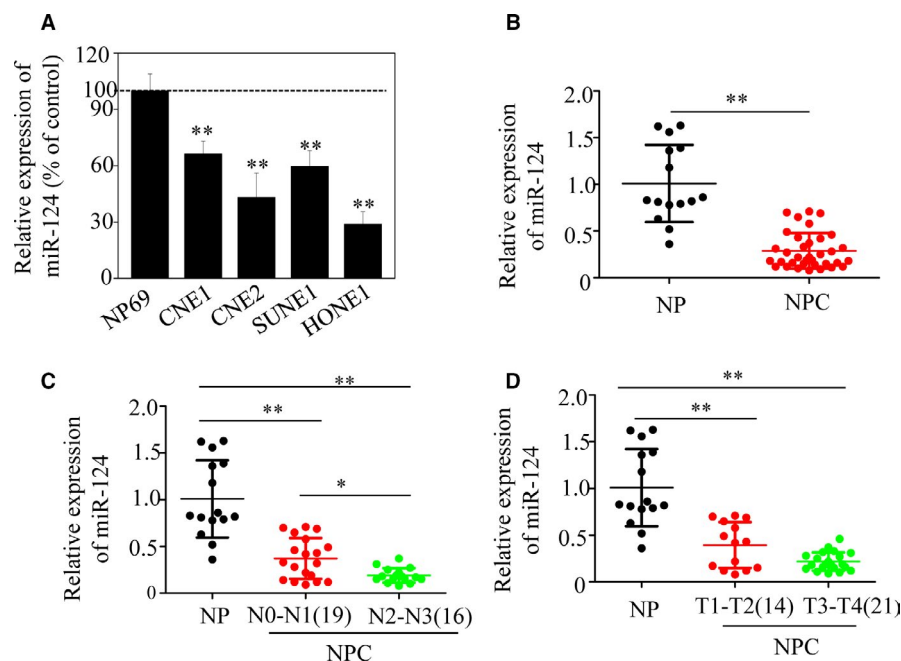 A
Relative expression of
miR-124 (% of control)
120
100
90
60
30
0
**
**
**
**
NP69
CNE1
CNE2
SUNE1
HONE1
B
Relative expression
of miR-124
2.0
1.5
1.0
0.5
0
**
NP
NPC
C
Relative expression
of miR-124
2.0
1.5
1.0
0.5
0
**
**
*
NP
N0-N1(19)
N2-N3(16)
NPC
D
Relative expression
of miR-124
2.0
1.5
1.0
0.5
0
**
**
NP
T1-T2(14)
T3-T4(21)
NPC